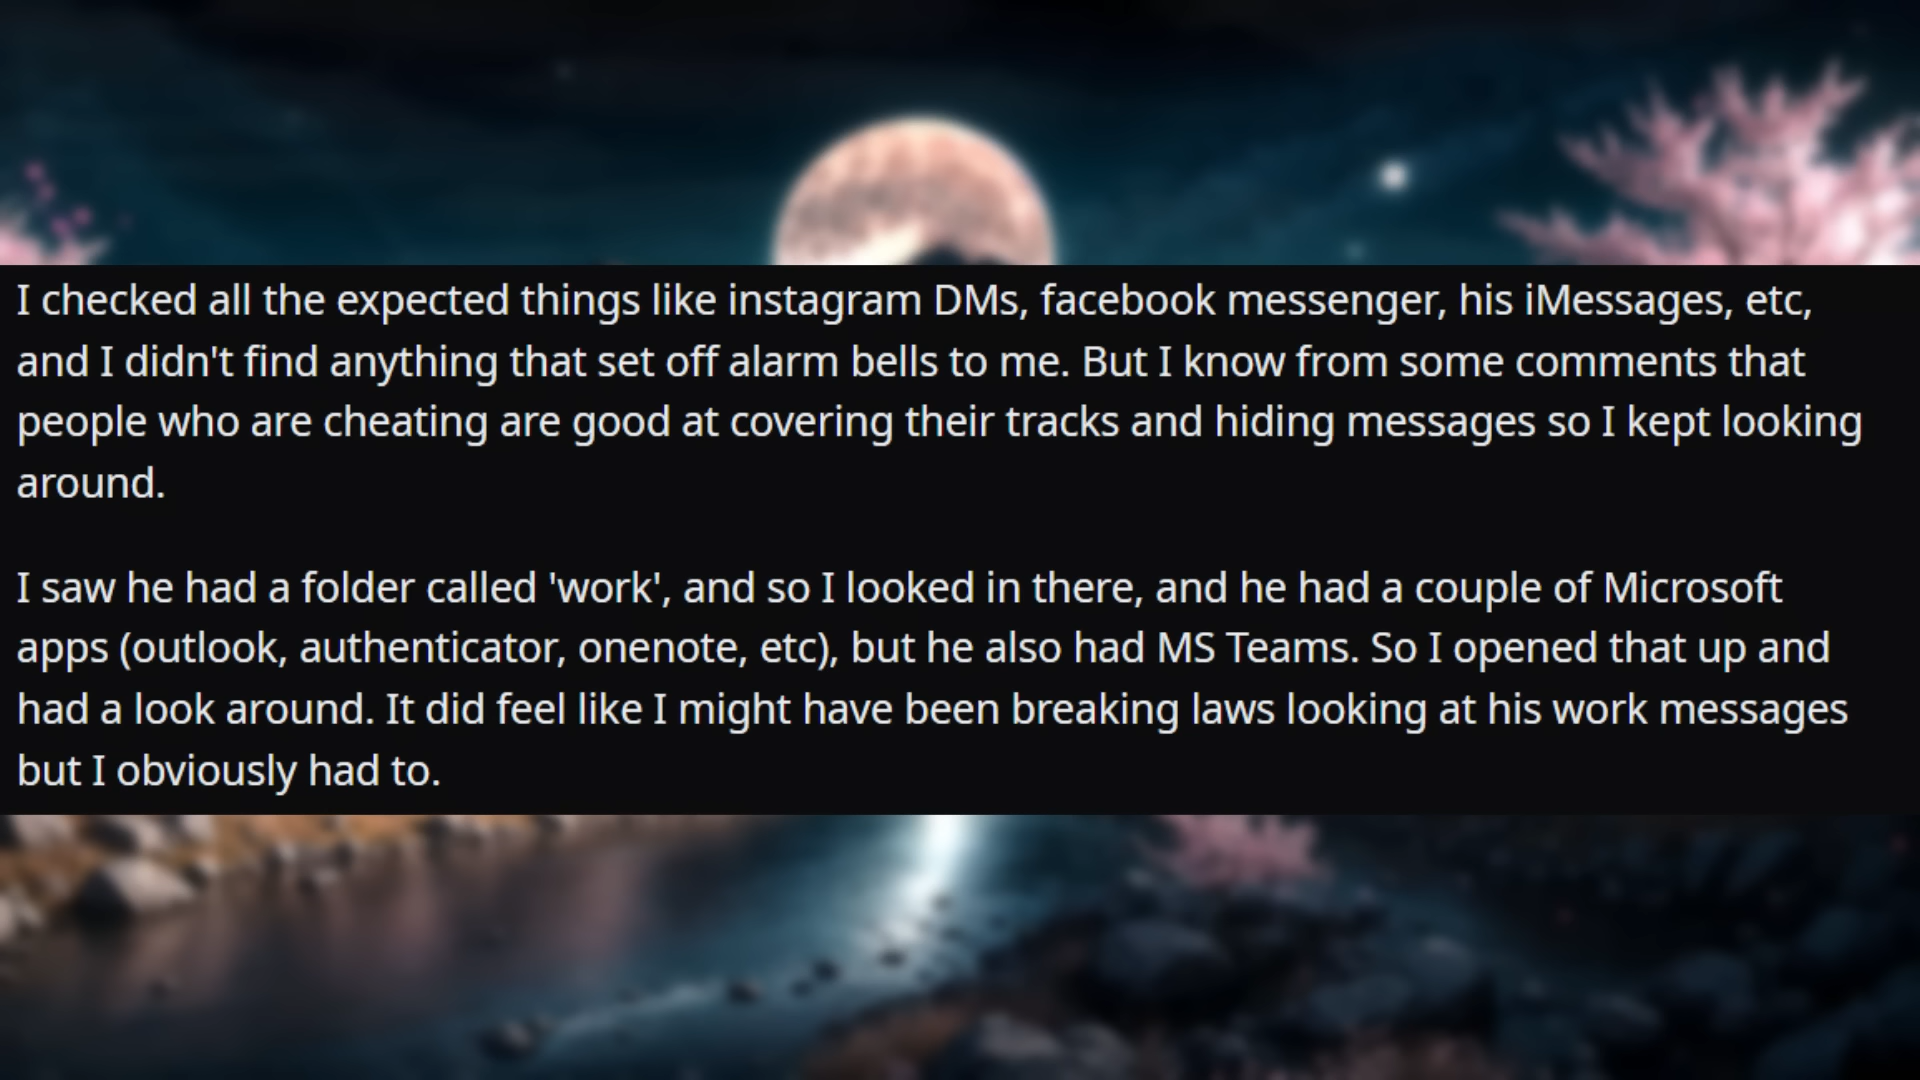 I checked all the expected things like instagram DMs, facebook messenger, his iMessages, etc,
and I didn't find anything that set off alarm bells to me. But I know from some comments that
people who are cheating are good at covering their tracks and hiding messages so I kept looking
around.
I saw he had a folder called 'work', and so I looked in there, and he had a couple of Microsoft
apps (outlook, authenticator, onenote, etc), but he also had MS Teams. So I opened that up and
had a look around. It did feel like I might have been breaking laws looking at his work messages
but I obviously had to.